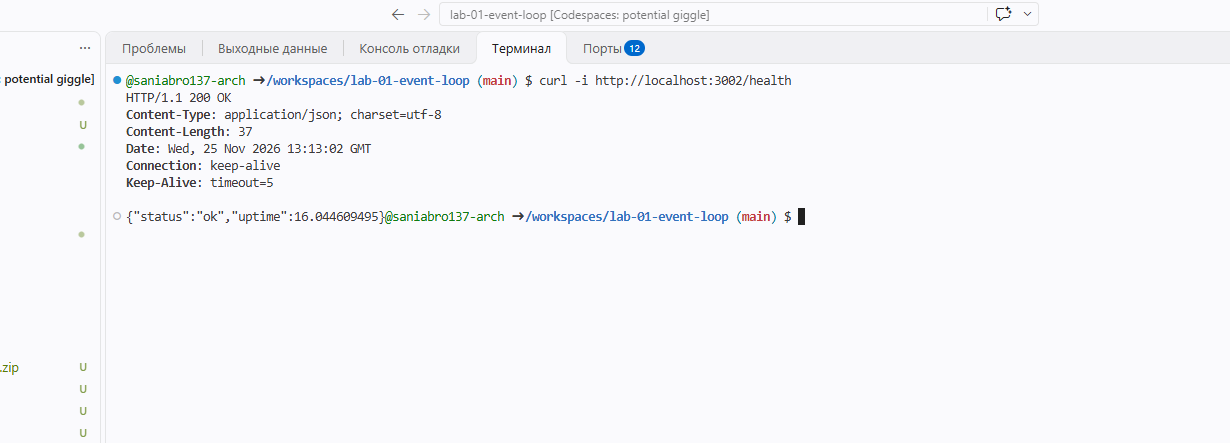 lab-01-event-loop [Codespaces: potential giggle]
Проблемы Выходные данные Консоль отладки Терминал Порты 12
: potential giggle]
@saniabro137-arch ➜/workspaces/lab-01-event-loop (main) $ curl -i http://localhost:3002/health
HTTP/1.1 200 OK
Content-Type: application/json; charset=utf-8
U
Content-Length: 37
Date: Wed, 25 Nov 2026 13:13:02 GMT
Connection: keep-alive
Keep-Alive: timeout=5
{"status":"ok","uptime":16.044609495}@saniabro137-arch ➜/workspaces/lab-01-event-loop (main) $
.zip U
U
U
U